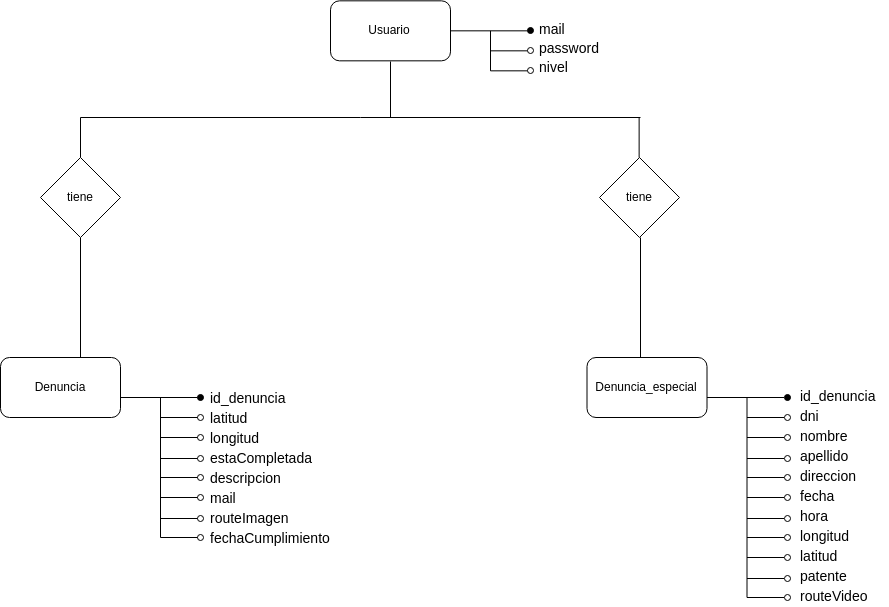 Usuario
mail
password
nivel
tiene
tiene
Denuncia
id_denuncia
latitud
longitud
estaCompletada
descripcion
mail
routeImagen
fechaCumplimiento
Denuncia_especial
id_denuncia
dni
nombre
apellido
direccion
fecha
hora
longitud
latitud
patente
routeVideo